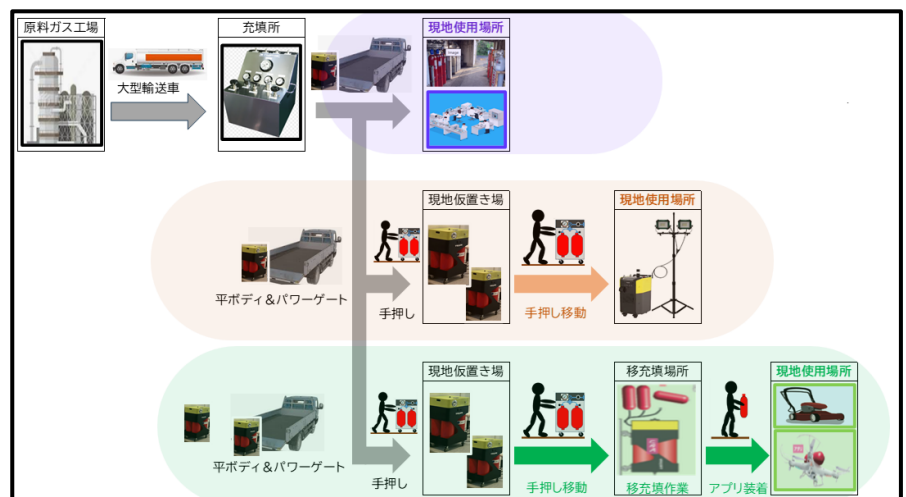 原料ガス工場
大型輸送車
充填所
現地使用場所
平ボディ＆パワーゲート
手押し
現地仮置き場
手押し移動
現地使用場所
平ボディ＆パワーゲート
手押し
現地仮置き場
手押し移動
移充填場所
移充填作業
アプリ装着
現地使用場所